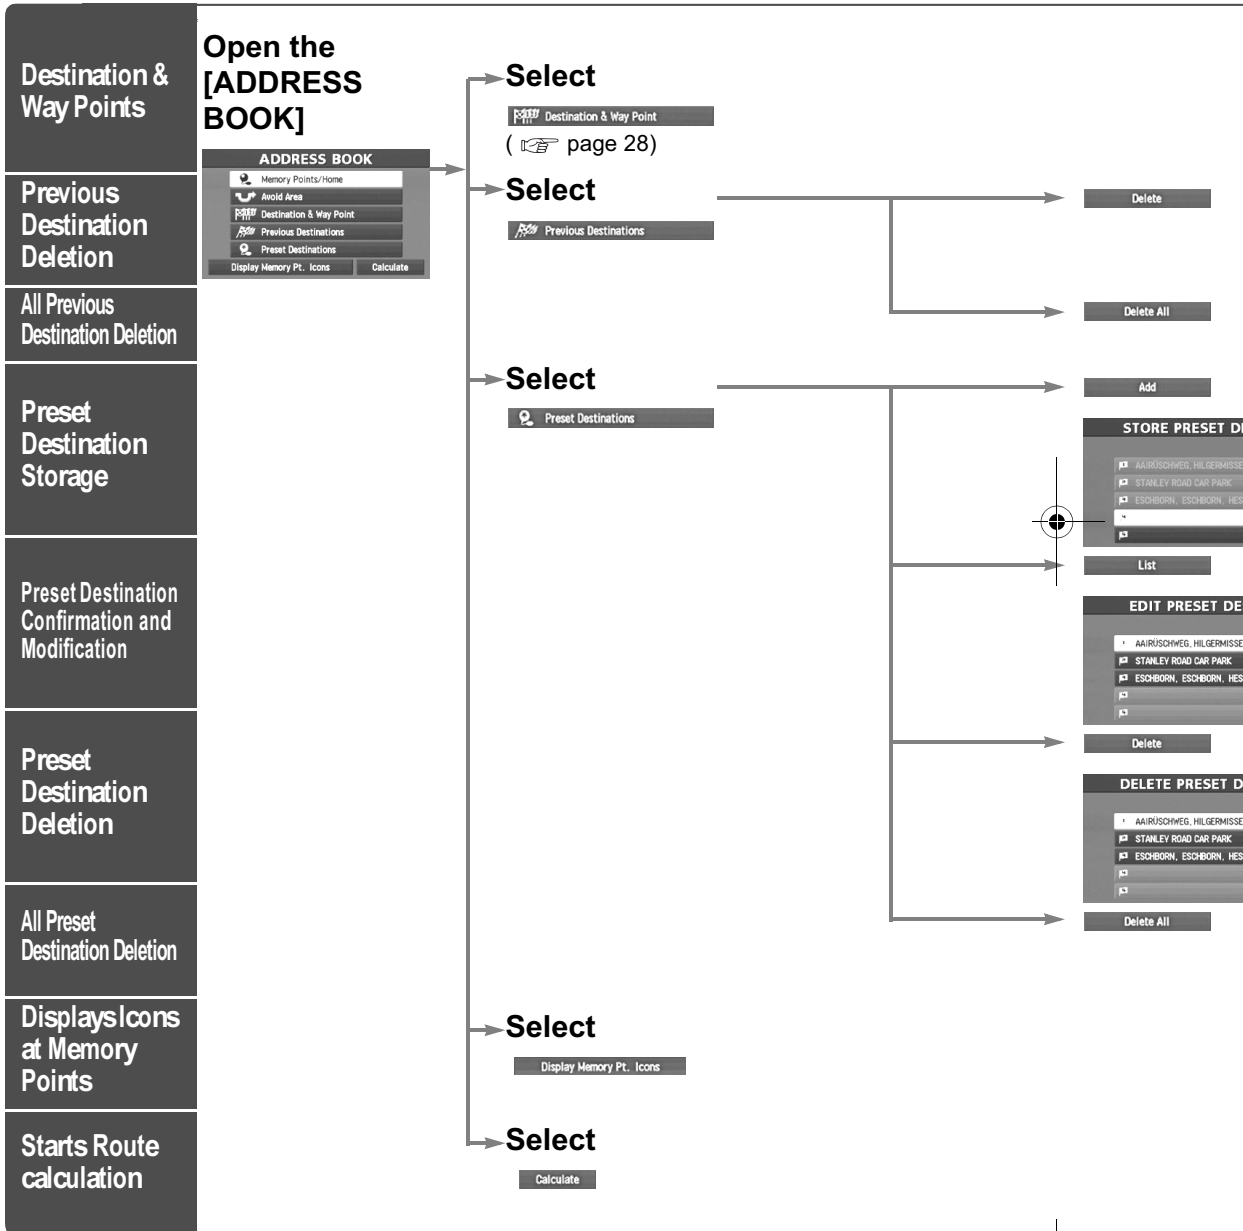 Destination &
Way Points
Open the
[ADDRESS
BOOK]
ADDRESS BOOK
Memory Points/Home
Avoid Area
Destination & Way Point
Previous Destinations
Preset Destinations
Display Memory Pt. Icons
Calculate
Select
Destination & Way Point
( page 28)
Previous
Destination
Deletion
Select
Previous Destinations
Delete
All Previous
Destination Deletion
Delete All
Preset
Destination
Storage
Select
Preset Destinations
Add
STORE PRESET D
AAIRÜSCHWEG, HILGERMISSE
STANLEY ROAD CAR PARK
ESCHBORN, ESCHBORN, HES
Preset Destination
Confirmation and
Modification
List
EDIT PRESET DE
AAIRÜSCHWEG, HILGERMISSE
STANLEY ROAD CAR PARK
ESCHBORN, ESCHBORN, HES
Preset
Destination
Deletion
Delete
DELETE PRESET D
AAIRÜSCHWEG, HILGERMISSE
STANLEY ROAD CAR PARK
ESCHBORN, ESCHBORN, HES
All Preset
Destination Deletion
Delete All
Displays Icons
at Memory
Points
Select
Display Memory Pt. Icons
Starts Route
calculation
Select
Calculate